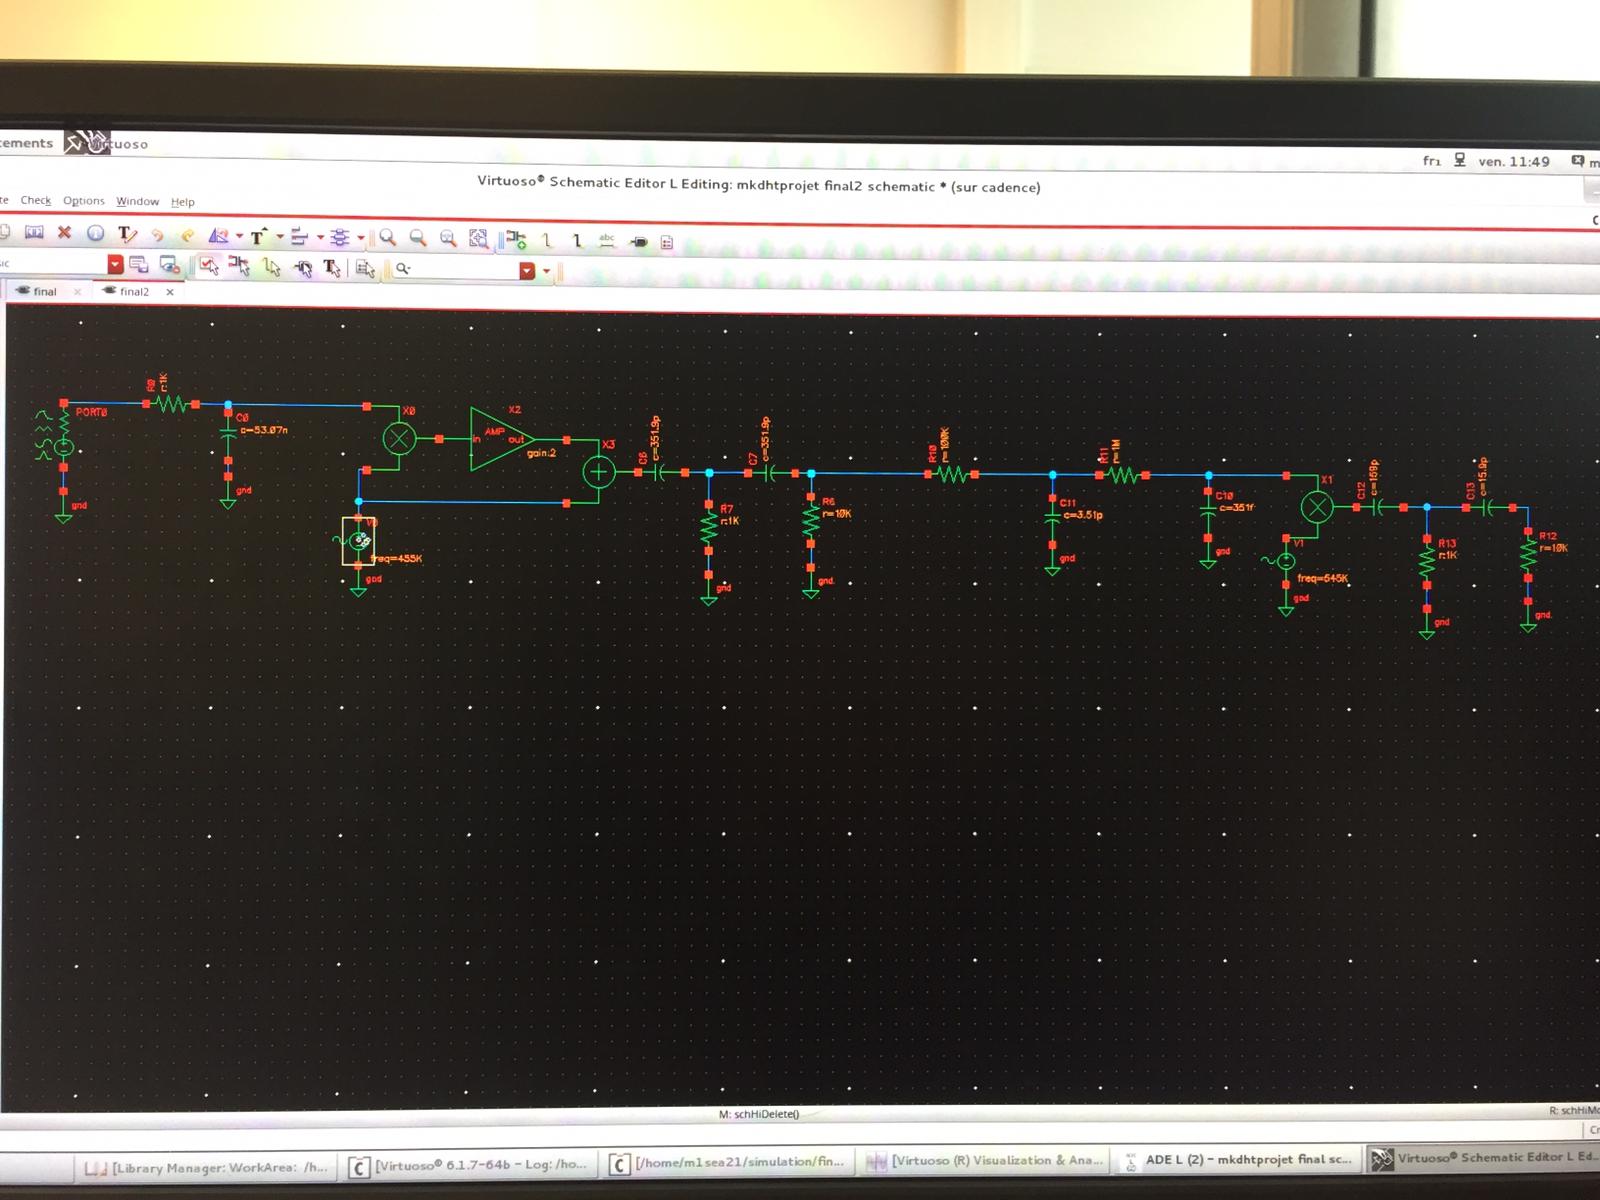 ements Virtuoso
fr1 ven. 11:49
Virtuoso® Schematic Editor L Editing: mkdhtprojet final2 schematic * (sur cadence)
te Check Options Window Help
abc
final
final2
PORT0
gnd
R0
r:1K
C0
c=53.07n
gnd
X0
V0
freq=455K
gnd
X2
AMP
in
out
gain:2
X3
C6
c=351.9p
R7
r:1K
gnd
C7
c=351.9p
R6
r=10K
gnd
R10
r=100K
C11
c=3.51p
gnd
R11
r=1M
C10
c=351f
gnd
X1
V1
freq=545K
gnd
C12
c=159p
R13
r:1K
gnd
C13
c=15.9p
R12
r=10K
gnd
M: schHiDelete()
R: schHiMo
[Library Manager: WorkArea: /h...
[Virtuoso® 6.1.7-64b - Log: /ho...
[/home/m1sea21/simulation/fin...
[Virtuoso (R) Visualization & Ana...
ADE L (2) - mkdhtprojet final sc...
Virtuoso® Schematic Editor L Ed...